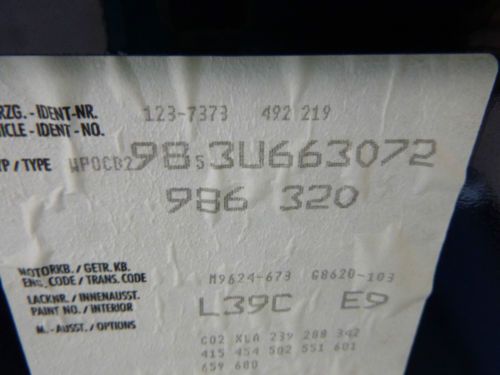 RZG. - IDENT-NR. 123-7373 492 219
ICLE - IDENT - NO.
YP / TYPE WP0CB298S3U663072
986 320
MOTORKB. / GETR. KB. M9624-673 G8620-103
ENG. CODE / TRANS. CODE
LACKNR. / INNENAUSST. L39C E9
PAINT NO. / INTERIOR
M. - AUSST. / OPTIONS
C02 XLA 239 288 342
415 454 502 551 601
659 680